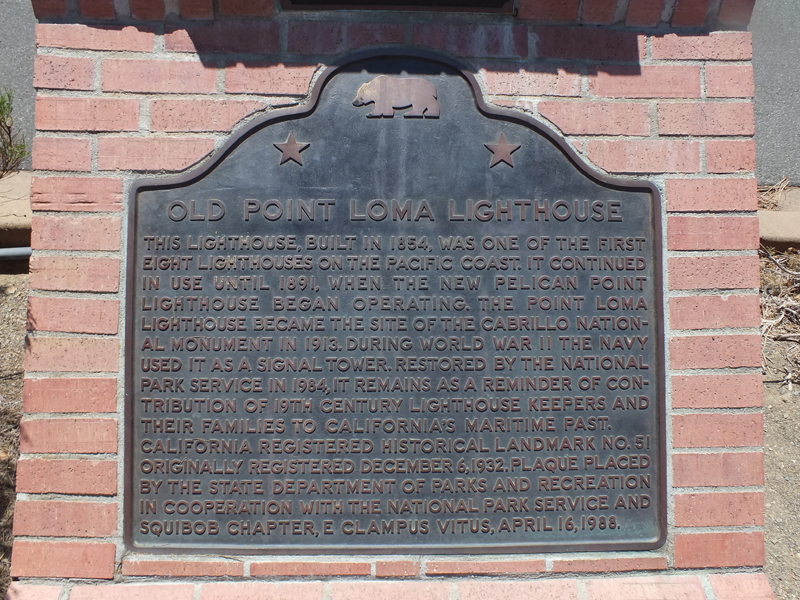 OLD POINT LOMA LIGHTHOUSE
THIS LIGHTHOUSE, BUILT IN 1854, WAS ONE OF THE FIRST
EIGHT LIGHTHOUSES ON THE PACIFIC COAST. IT CONTINUED
IN USE UNTIL 1891, WHEN THE NEW PELICAN POINT
LIGHTHOUSE BEGAN OPERATING. THE POINT LOMA
LIGHTHOUSE BECAME THE SITE OF THE CABRILLO NATION-
AL MONUMENT IN 1913. DURING WORLD WAR II THE NAVY
USED IT AS A SIGNAL TOWER. RESTORED BY THE NATIONAL
PARK SERVICE IN 1984, IT REMAINS AS A REMINDER OF CON-
TRIBUTION OF 19TH CENTURY LIGHTHOUSE KEEPERS AND
THEIR FAMILIES TO CALIFORNIA'S MARITIME PAST.
CALIFORNIA REGISTERED HISTORICAL LANDMARK NO. 51
ORIGINALLY REGISTERED DECEMBER 6, 1932. PLAQUE PLACED
BY THE STATE DEPARTMENT OF PARKS AND RECREATION
IN COOPERATION WITH THE NATIONAL PARK SERVICE AND
SQUIBOB CHAPTER, E CLAMPUS VITUS, APRIL 16, 1988.